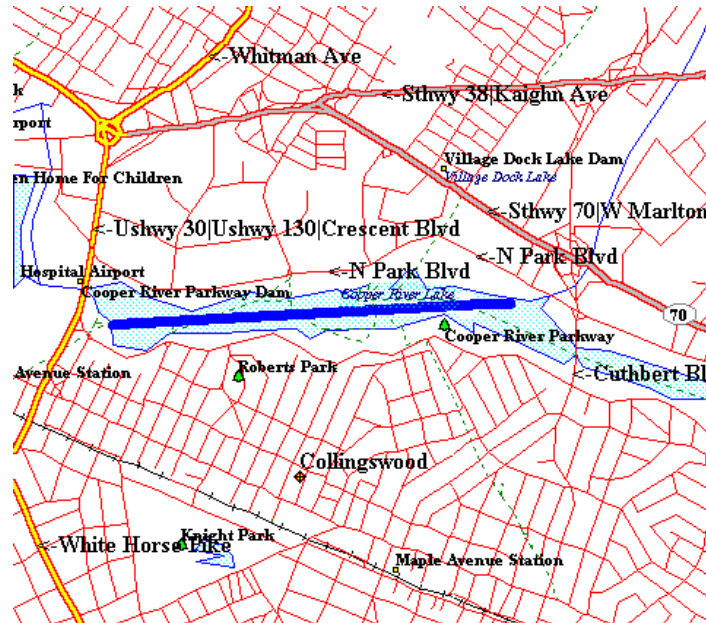 <-Whitman Ave
k
<-Sthwy 38|Kaighn Ave
rport
Village Dock Lake Dam
Village Dock Lake
en Home For Children
<-Sthwy 70|W Marlton
<-Ushwy 30|Ushwy 130|Crescent Blvd
<-N Park Blvd
<-N Park Blvd
Hospital Airport
Cooper River Parkway Dam
Copper River Lake
70
Cooper River Parkway
Roberts Park
Avenue Station
<-Cuthbert Bl
Collingswood
Knight Park
<-White Horse Pike
Maple Avenue Station